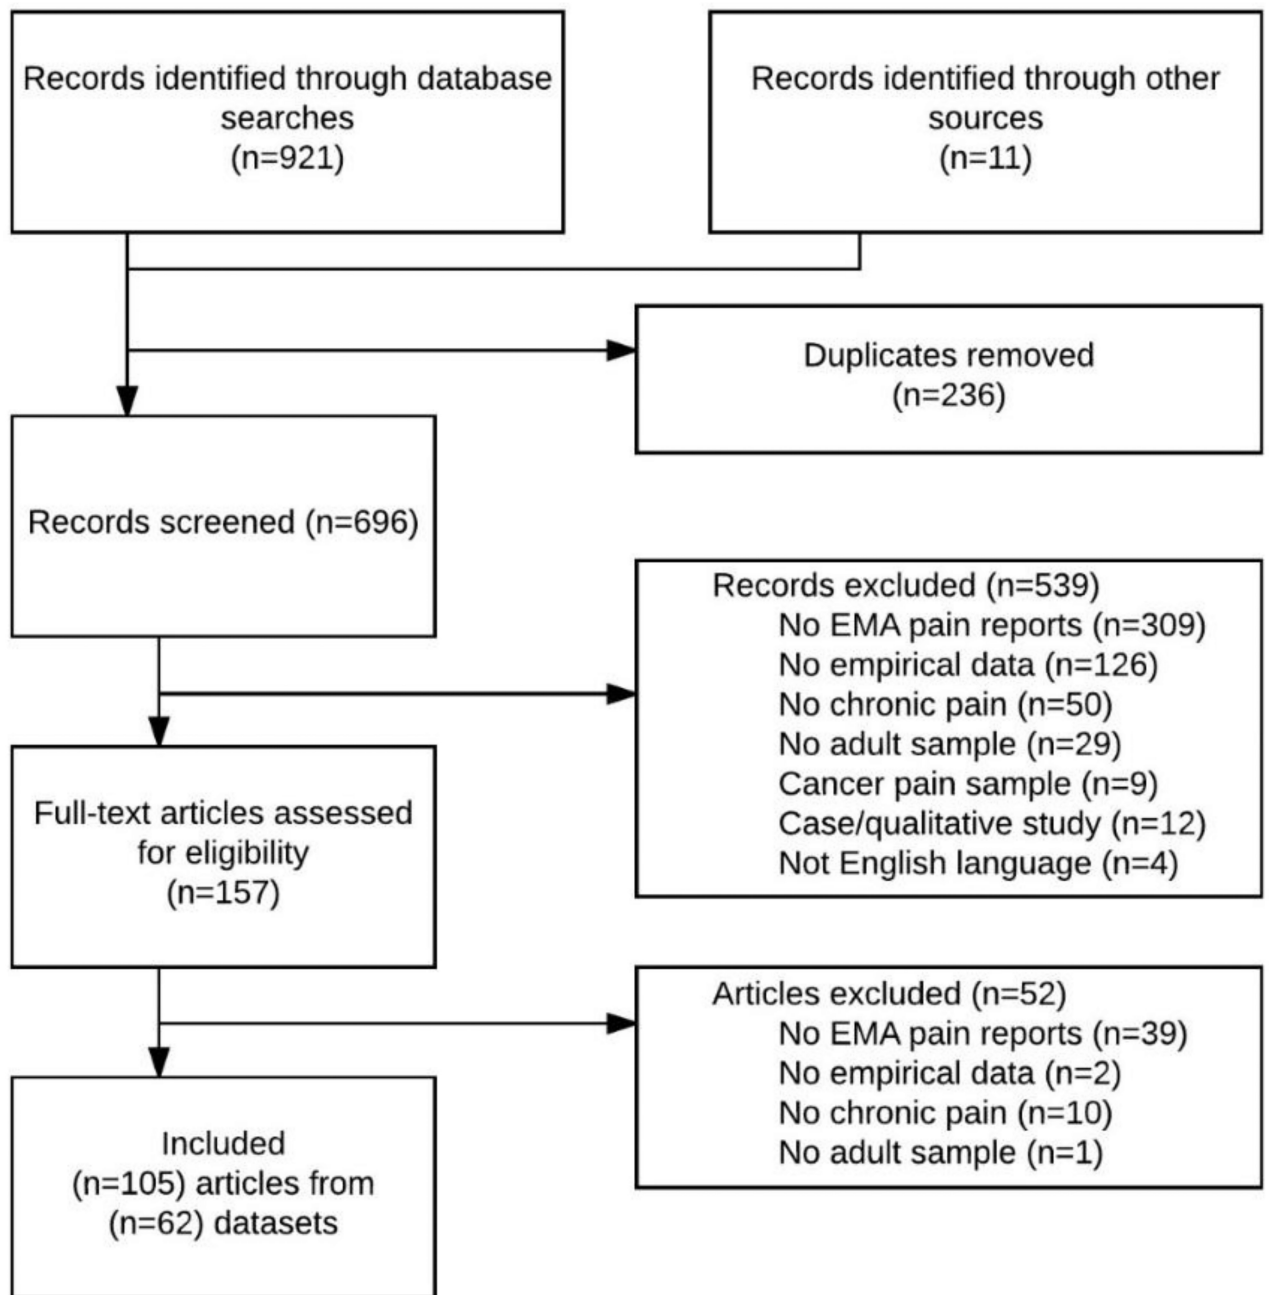 Records identified through database
searches
(n=921)
Records identified through other
sources
(n=11)
Duplicates removed
(n=236)
Records screened (n=696)
Records excluded (n=539)
No EMA pain reports (n=309)
No empirical data (n=126)
No chronic pain (n=50)
No adult sample (n=29)
Cancer pain sample (n=9)
Case/qualitative study (n=12)
Not English language (n=4)
Full-text articles assessed
for eligibility
(n=157)
Articles excluded (n=52)
No EMA pain reports (n=39)
No empirical data (n=2)
No chronic pain (n=10)
No adult sample (n=1)
Included
(n=105) articles from
(n=62) datasets